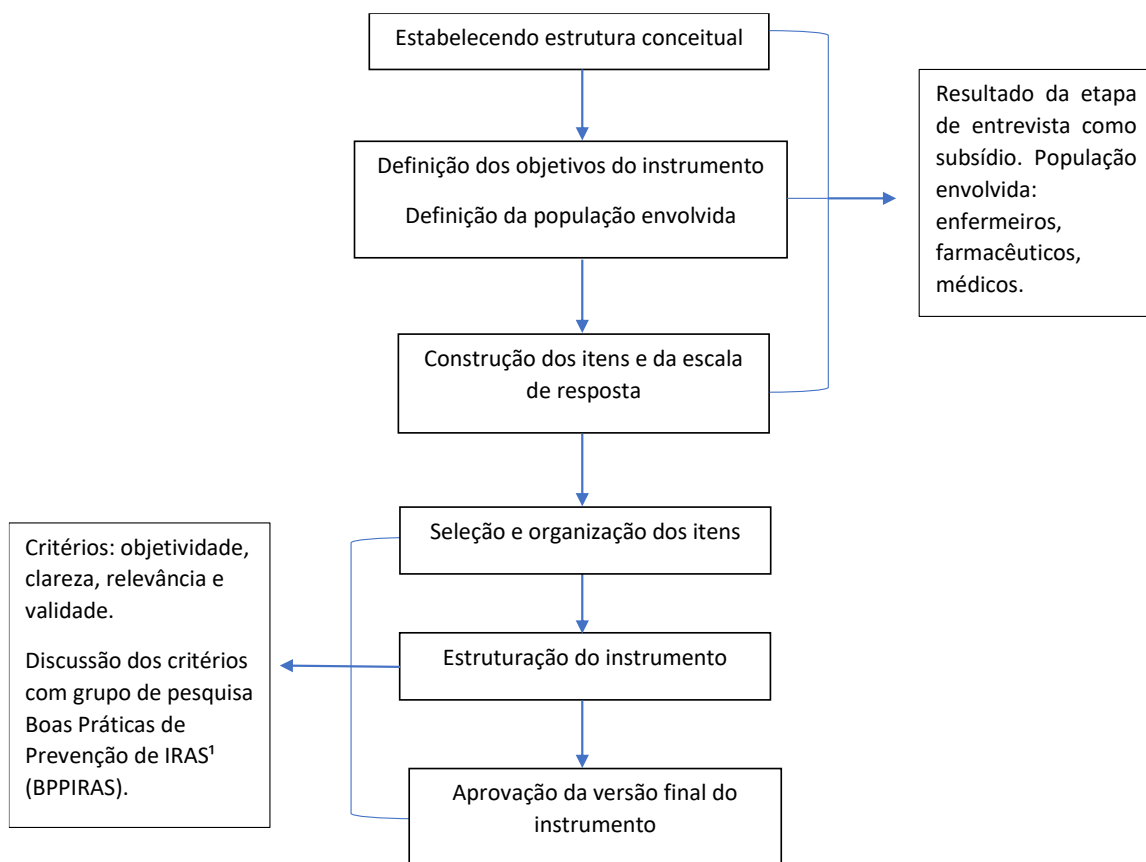 Estabelecendo estrutura conceitual
Resultado da etapa
de entrevista como
subsídio. População
envolvida:
enfermeiros,
farmacêuticos,
médicos.
Definição dos objetivos do instrumento
Definição da população envolvida
Construção dos itens e da escala
de resposta
Seleção e organização dos itens
Critérios: objetividade,
clareza, relevância e
validade.
Discussão dos critérios
com grupo de pesquisa
Boas Práticas de
Prevenção de IRAS¹
(BPPIRAS).
Estruturação do instrumento
Aprovação da versão final do
instrumento